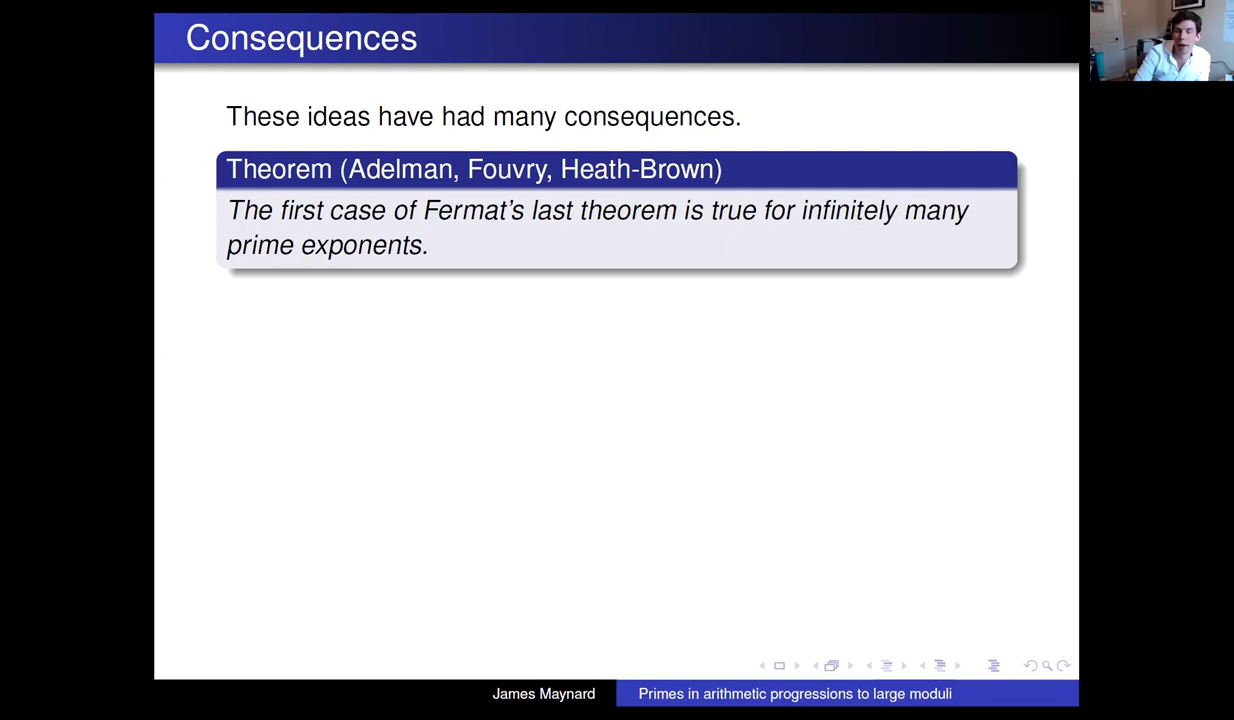 Consequences
These ideas have had many consequences.
Theorem (Adelman, Fouvry, Heath-Brown)
The first case of Fermat's last theorem is true for infinitely many
prime exponents.
James Maynard
Primes in arithmetic progressions to large moduli